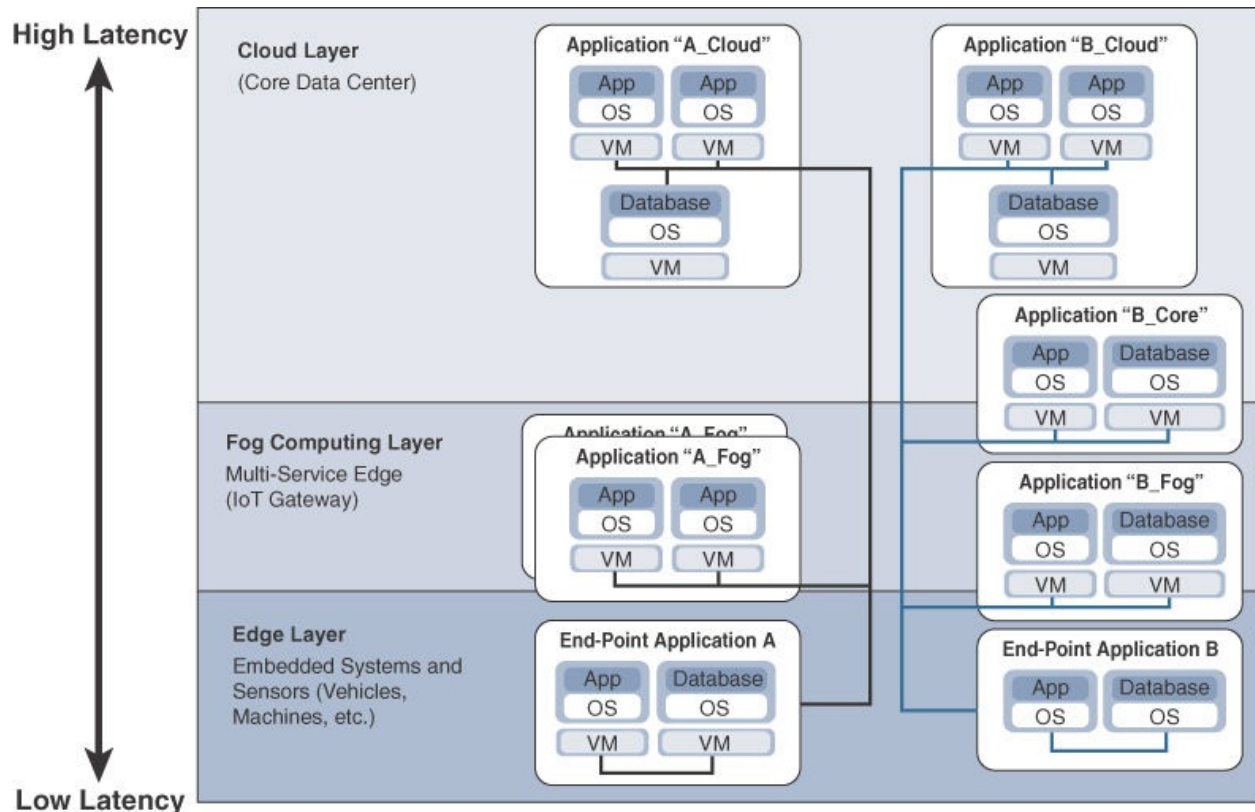 High Latency
Cloud Layer
(Core Data Center)
Application “A_Cloud”
App App
OS OS
VM VM
Database
OS
VM
Application “B_Cloud”
App App
OS OS
VM VM
Database
OS
VM
Application “B_Core”
App Database
OS OS
VM VM
Fog Computing Layer
Multi-Service Edge
(IoT Gateway)
Application “A_Fog”
Application “A_Fog”
App App
OS OS
VM VM
Application “B_Fog”
App Database
OS OS
VM VM
Edge Layer
Embedded Systems and
Sensors (Vehicles,
Machines, etc.)
End-Point Application A
App Database
OS OS
VM VM
End-Point Application B
App Database
OS OS
Low Latency